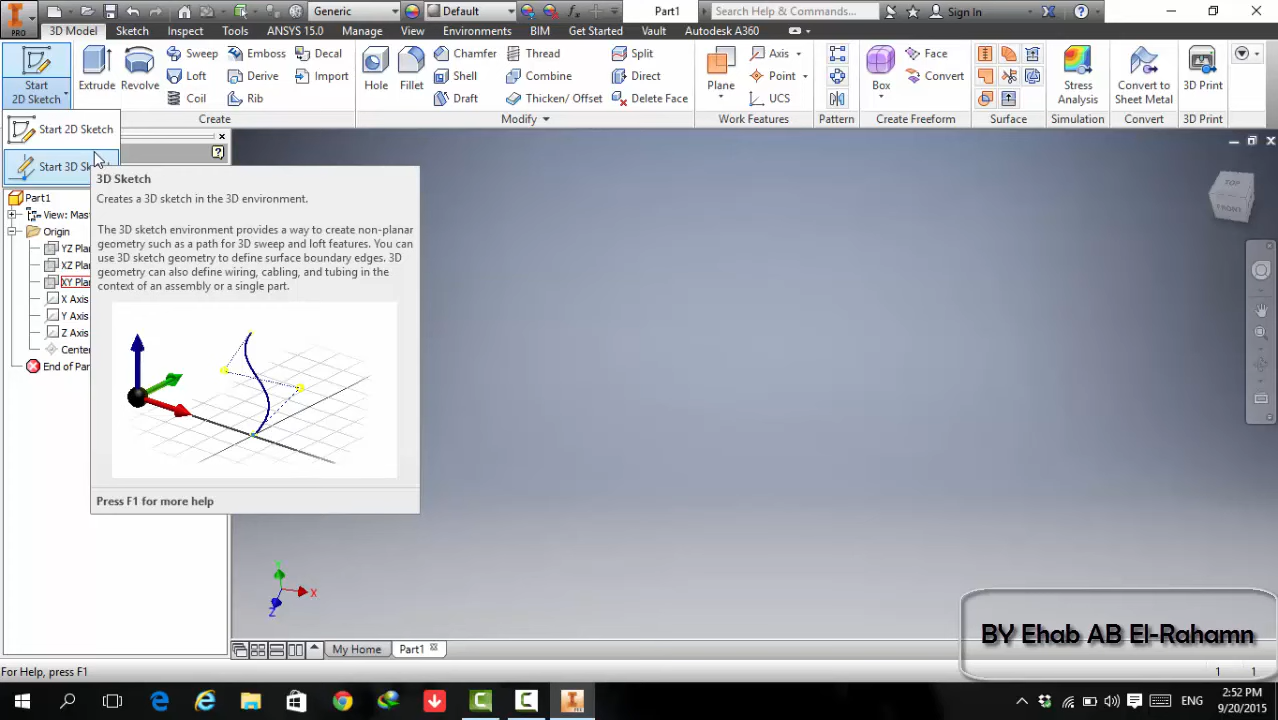 Generic
Default
Part1
Search Help & Commands...
Sign In
PRO
3D Model
Sketch
Inspect
Tools
ANSYS 15.0
Manage
View
Environments
BIM
Get Started
Vault
Autodesk A360
Start
2D Sketch
Extrude
Revolve
Sweep
Loft
Coil
Emboss
Derive
Rib
Decal
Import
Hole
Fillet
Chamfer
Shell
Draft
Thread
Combine
Thicken/ Offset
Split
Direct
Delete Face
Plane
Axis
Point
UCS
Box
Face
Convert
Stress
Analysis
Convert to
Sheet Metal
3D Print
Create
Modify
Work Features
Pattern
Create Freeform
Surface
Simulation
Convert
3D Print
Start 2D Sketch
Start 3D Sk
Part1
View: Mas
Origin
YZ Plan
XZ Plan
XY Plan
X Axis
Y Axis
Z Axis
Center
End of Par
3D Sketch
Creates a 3D sketch in the 3D environment.
The 3D sketch environment provides a way to create non-planar
geometry such as a path for 3D sweep and loft features. You can
use 3D sketch geometry to define surface boundary edges. 3D
geometry can also define wiring, cabling, and tubing in the
context of an assembly or a single part.
Press F1 for more help
TOP
FRONT
Y
X
Z
BY Ehab AB El-Rahamn
My Home
Part1
For Help, press F1
1
1
ENG
2:52 PM
9/20/2015